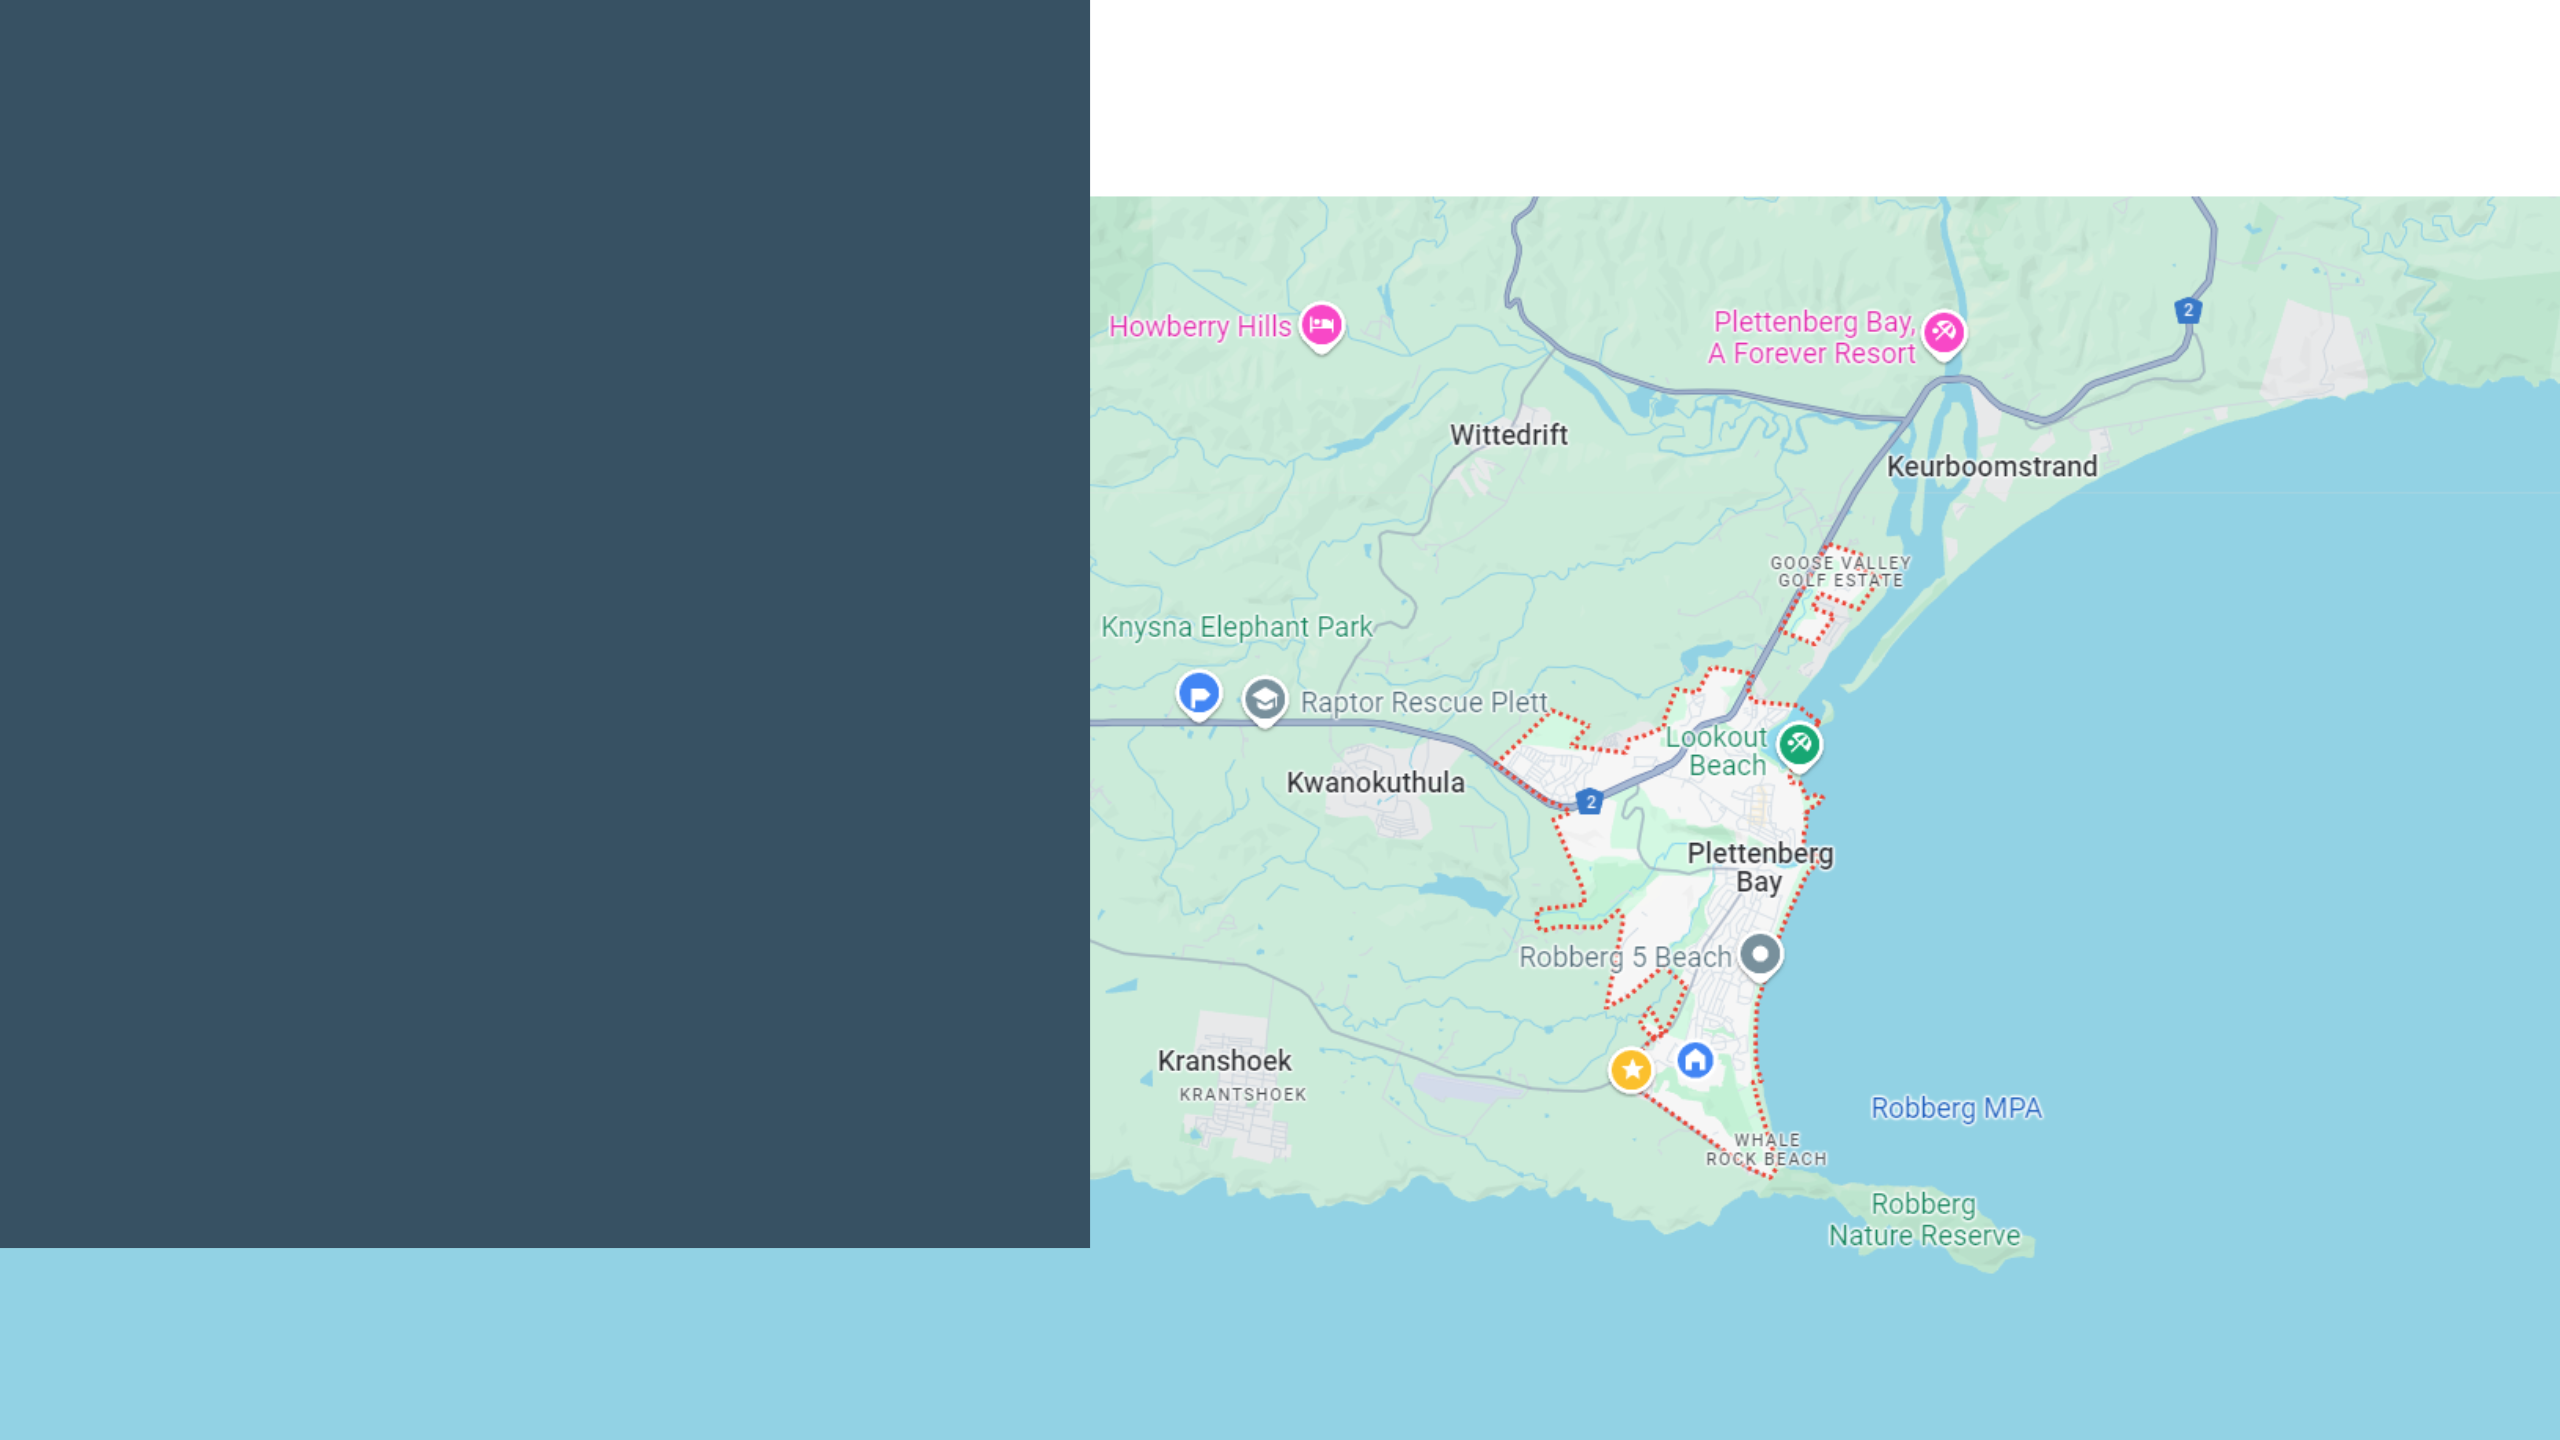 2
Plettenberg Bay,
A Forever Resort
Howberry Hills
Wittedrift
Keurboomstrand
GOOSE VALLEY
GOLF ESTATE
Knysna Elephant Park
Raptor Rescue Plett
Lookout
Beach
Kwanokuthula
2
Plettenberg
Bay
Robberg 5 Beach
Kranshoek
KRANTSHOEK
Robberg MPA
WHALE
ROCK BEACH
Robberg
Nature Reserve